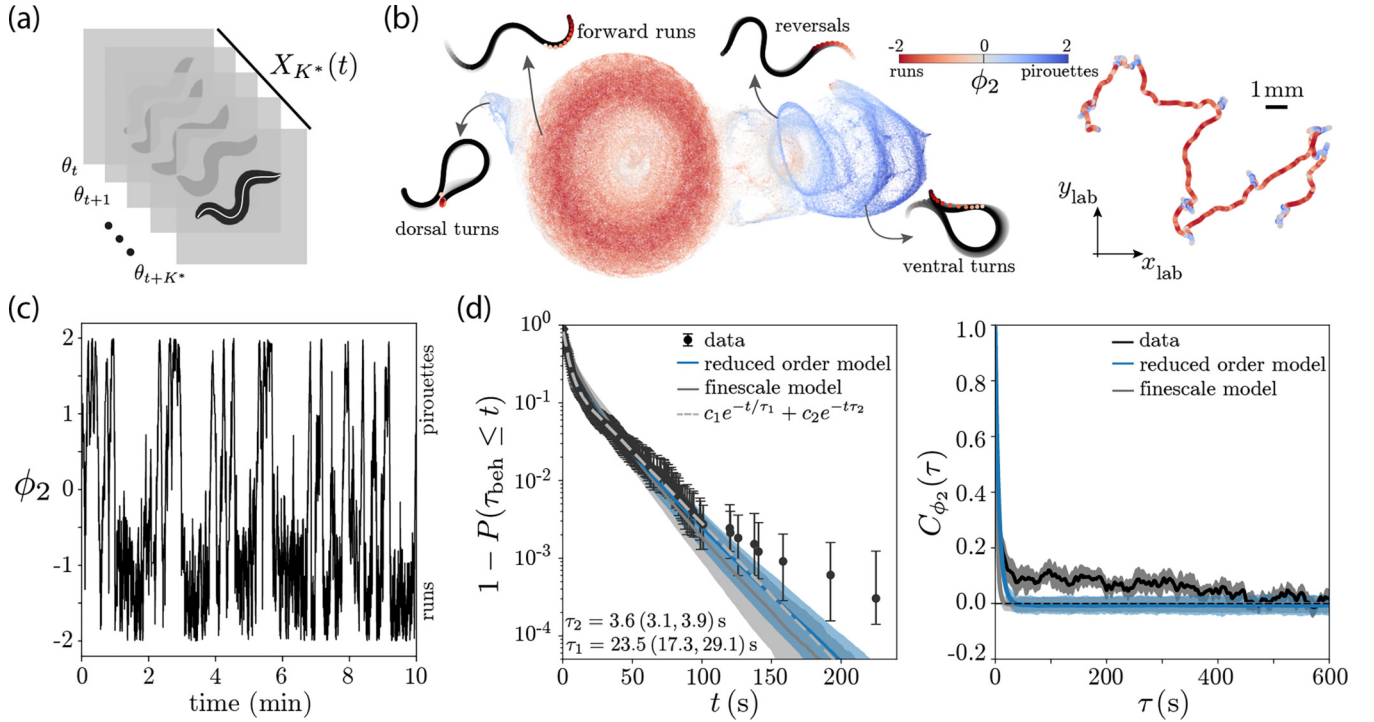 (a)
X_{K*}(t)
θ_t
θ_{t+1}
θ_{t+K*}
(b)
forward runs
reversals
-2 0 2
runs ϕ_2 pirouettes
1 mm
dorsal turns
ventral turns
y_lab
x_lab
(c)
2
1
0
-1
-2
ϕ_2
pirouettes
runs
0 2 4 6 8 10
time (min)
(d)
10^0
10^{-1}
10^{-2}
10^{-3}
10^{-4}
1 − P(τ_beh ≤ t)
data
reduced order model
finescale model
c_1e^{-t/τ_1} + c_2e^{-tτ_2}
τ_2 = 3.6 (3.1, 3.9) s
τ_1 = 23.5 (17.3, 29.1) s
0 50 100 150 200
t (s)
1.0
0.8
0.6
0.4
0.2
0.0
-0.2
C_{ϕ_2}(τ)
data
reduced order model
finescale model
0 200 400 600
τ (s)